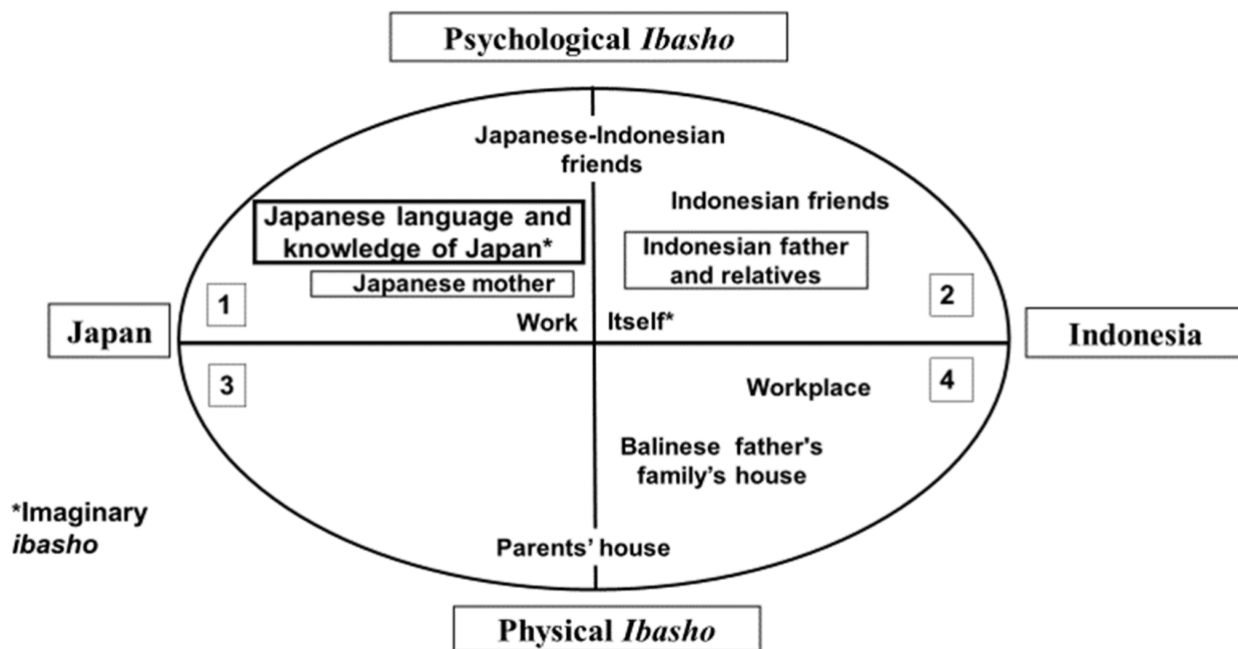 Psychological Ibasho
Japanese-Indonesian
friends
Indonesian friends
Japanese language and
knowledge of Japan*
Indonesian father
and relatives
Japanese mother
1
2
Work Itself*
Japan
Indonesia
3
4
Workplace
Balinese father's
family’s house
*Imaginary
ibasho
Parents’ house
Physical Ibasho